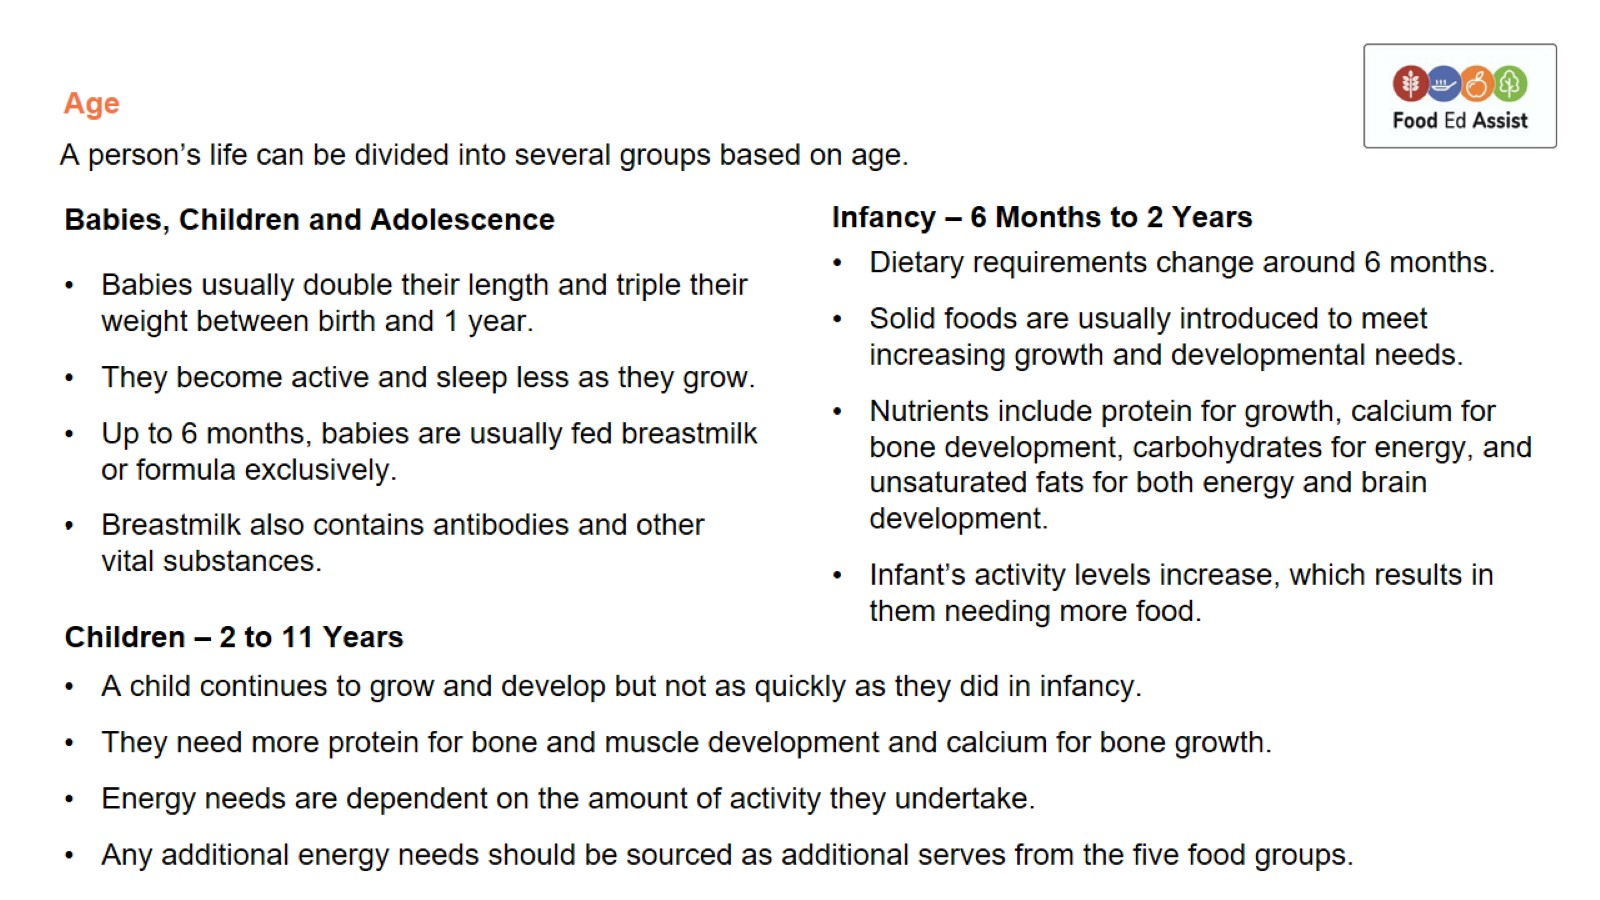 Food Ed Assist
Age
A person’s life can be divided into several groups based on age.
Babies, Children and Adolescence
• Babies usually double their length and triple their
weight between birth and 1 year.
• They become active and sleep less as they grow.
• Up to 6 months, babies are usually fed breastmilk
or formula exclusively.
• Breastmilk also contains antibodies and other
vital substances.
Infancy – 6 Months to 2 Years
• Dietary requirements change around 6 months.
• Solid foods are usually introduced to meet
increasing growth and developmental needs.
• Nutrients include protein for growth, calcium for
bone development, carbohydrates for energy, and
unsaturated fats for both energy and brain
development.
• Infant’s activity levels increase, which results in
them needing more food.
Children – 2 to 11 Years
• A child continues to grow and develop but not as quickly as they did in infancy.
• They need more protein for bone and muscle development and calcium for bone growth.
• Energy needs are dependent on the amount of activity they undertake.
• Any additional energy needs should be sourced as additional serves from the five food groups.